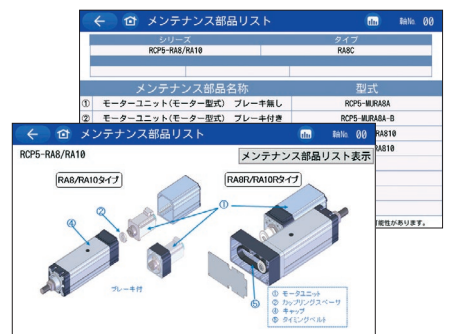 メンテナンス部品リスト
軸No. 00
シリーズ
タイプ
RCP5-RA8/RA10
RA8C
メンテナンス部品名称
型式
① モーターユニット(モーター型式) ブレーキ無し RCP5-MURA8A
② モーターユニット(モーター型式) ブレーキ付き RCP5-MURA8A-B
RA810
RA810
能性があります。
メンテナンス部品リスト
軸No. 00
RCP5-RA8/RA10
メンテナンス部品リスト表示
RA8/RA10タイプ
RA8R/RA10Rタイプ
①
②
④
ブレーキ付
⑤
① モータユニット
② カップリングスペーサ
④ キャップ
⑤ タイミングベルト